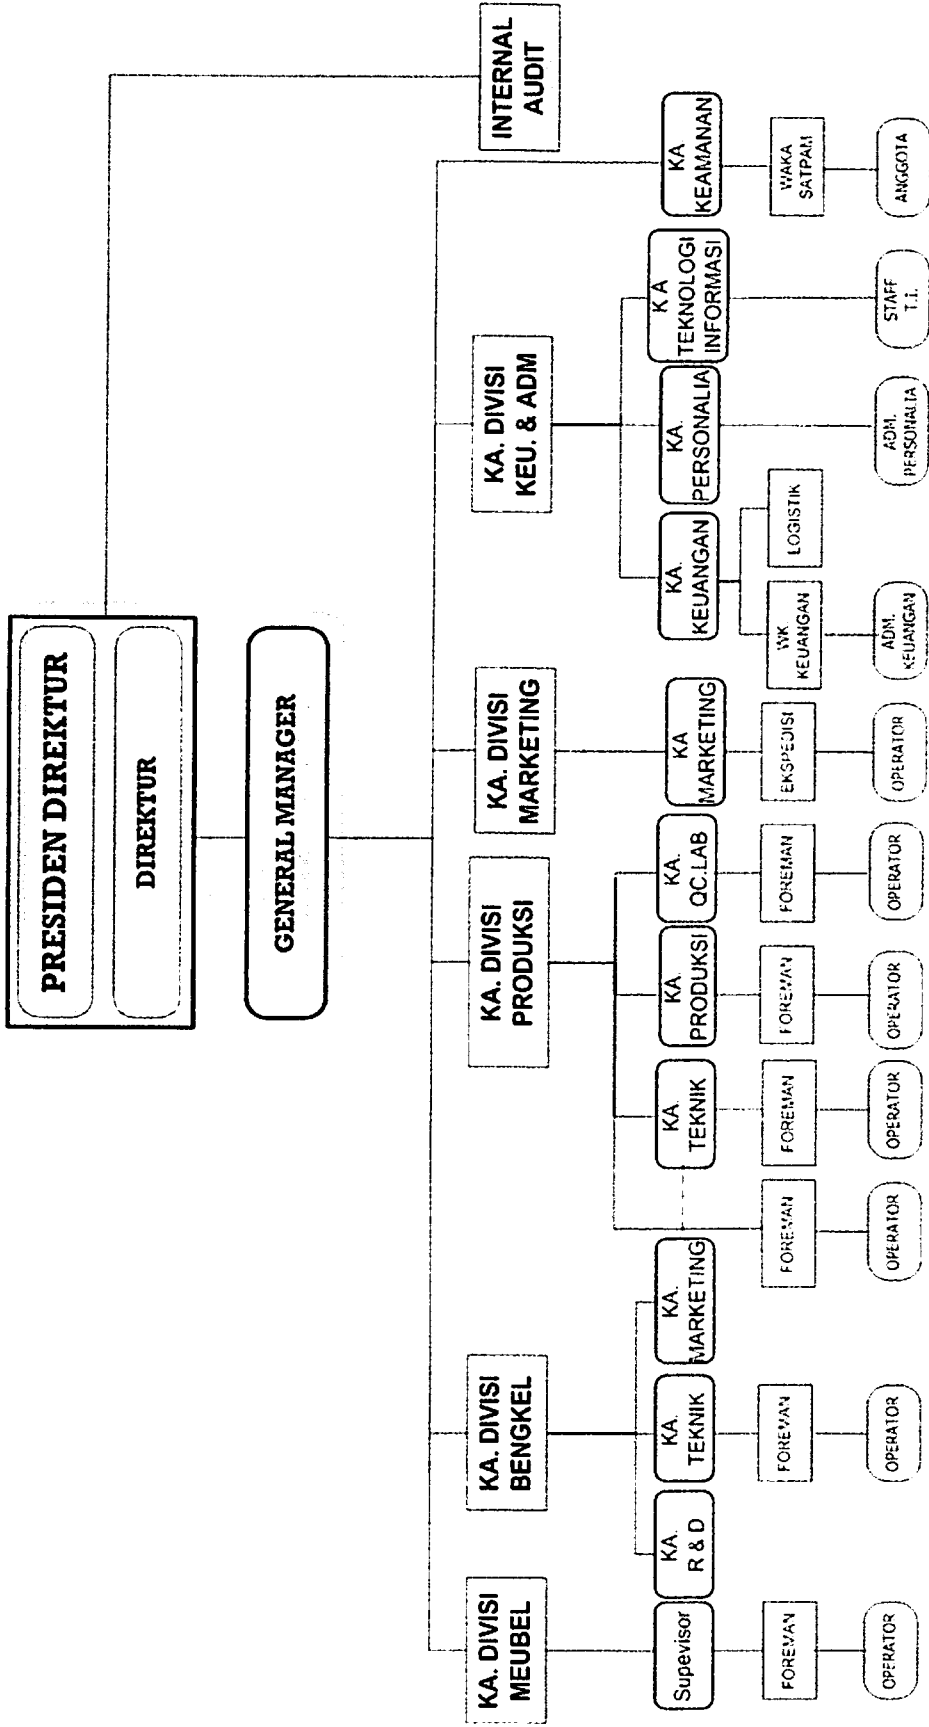 PRESIDEN DIREKTUR
DIREKTUR
GENERAL MANAGER
INTERNAL
AUDIT
KA. DIVISI
MEUBEL
KA. DIVISI
BENGKEL
KA. DIVISI
PRODUKSI
KA. DIVISI
MARKETING
KA. DIVISI
KEU. & ADM
Supevisor
KA.
R & D
KA.
TEKNIK
KA.
MARKETING
KA.
TEKNIK
KA.
PRODUKSI
KA.
QC.LAB
KA
MARKETING
KA.
KEUANGAN
KA.
PERSONALIA
K A
TEKNOLOGI
INFORMASI
KA
KEAMANAN
FOREMAN
FOREMAN
FOREMAN
FOREMAN
FOREMAN
FOREMAN
EKSPEDISI
WK
KEUANGAN
LOGISTIK
WAKA
SATPAM
OPERATOR
OPERATOR
OPERATOR
OPERATOR
OPERATOR
OPERATOR
OPERATOR
ADM.
KEUANGAN
ADM.
PERSONALIA
STAFF
T.I.
ANGGOTA